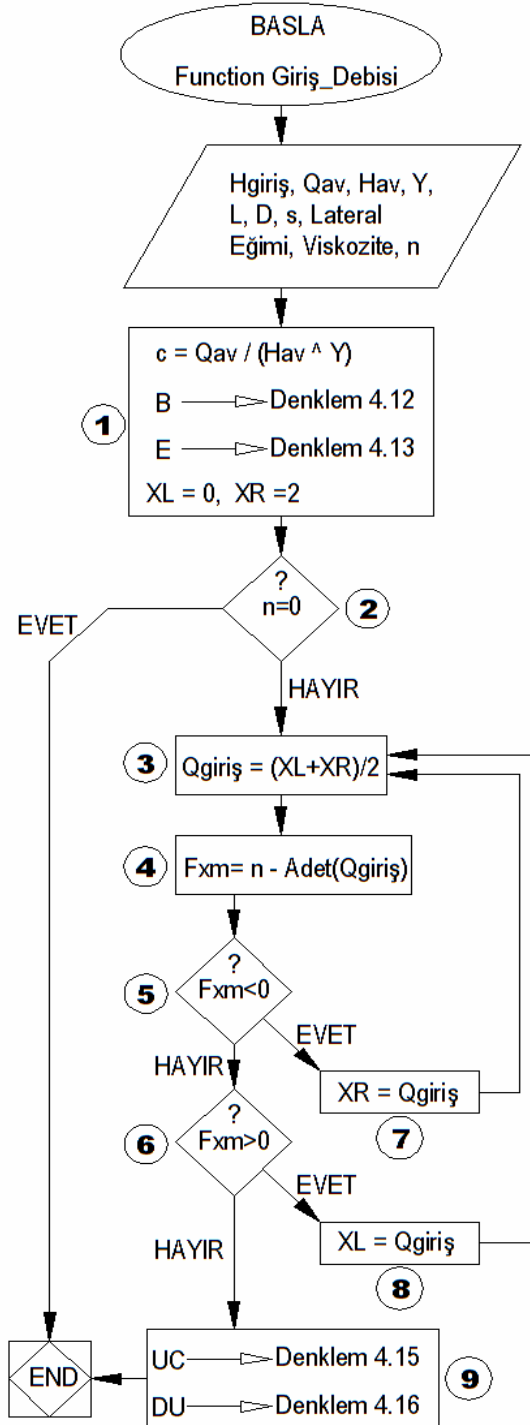 BASLA
Function Giriş_Debisi
Hgiriş, Qav, Hav, Y,
L, D, s, Lateral
Eğimi, Viskozite, n
c = Qav / (Hav ^ Y)
B Denklem 4.12
1
E Denklem 4.13
XL = 0, XR =2
?
n=0
2
EVET
HAYIR
3
Qgiriş = (XL+XR)/2
4
Fxm= n - Adet(Qgiriş)
?
Fxm<0
5
EVET
HAYIR
XR = Qgiriş
7
?
Fxm>0
6
EVET
HAYIR
XL = Qgiriş
8
END
UC Denklem 4.15
9
DU Denklem 4.16